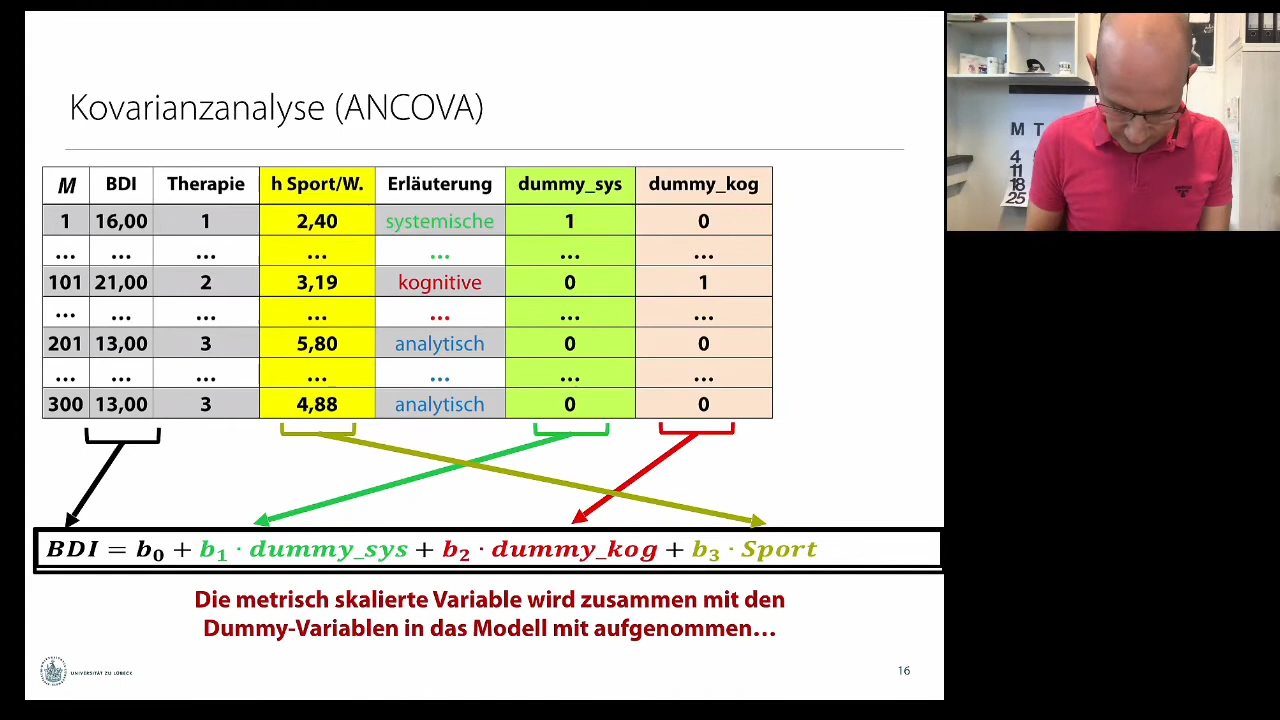 Kovarianzanalyse (ANCOVA)
M BDI Therapie h Sport/W. Erläuterung dummy_sys dummy_kog
1 16,00 1 2,40 systemische 1 0
... ... ... ... ... ... ...
101 21,00 2 3,19 kognitive 0 1
... ... ... ... ... ... ...
201 13,00 3 5,80 analytisch 0 0
... ... ... ... ... ... ...
300 13,00 3 4,88 analytisch 0 0
BDI = b₀ + b₁ · dummy_sys + b₂ · dummy_kog + b₃ · Sport
Die metrisch skalierte Variable wird zusammen mit den
Dummy-Variablen in das Modell mit aufgenommen...
UNIVERSITÄT ZU LÜBECK
16
M T
4
11
18
25